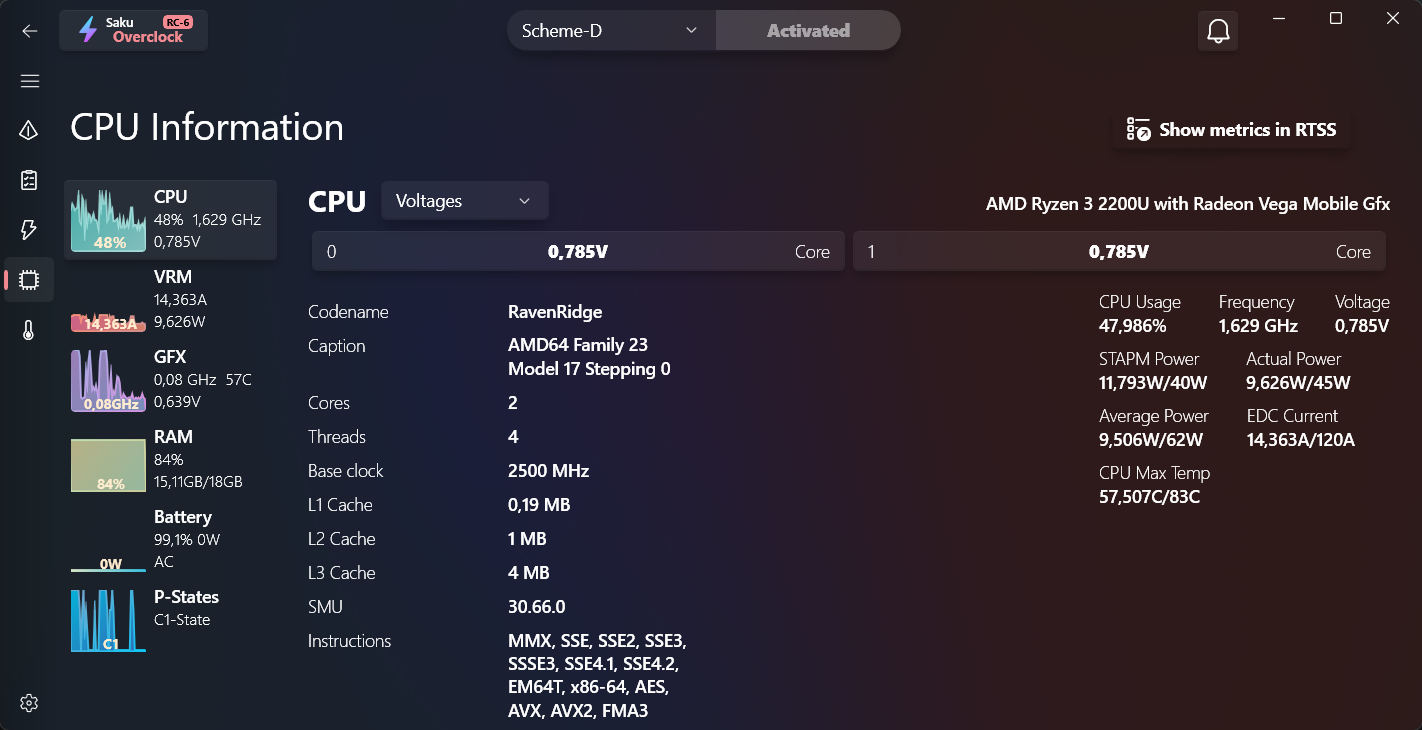 Saku RC-6
Overclock
Scheme-D
Activated
CPU Information
Show metrics in RTSS
CPU
48% 1,629 GHz
0,785V
48%
VRM
14,363A
9,626W
14,363A
GFX
0,08 GHz 57C
0,639V
0,08GHz
RAM
84%
15,11GB/18GB
84%
Battery
99,1% 0W
AC
0W
P-States
C1-State
C1
CPU
Voltages
AMD Ryzen 3 2200U with Radeon Vega Mobile Gfx
0 0,785V Core
1 0,785V Core
Codename RavenRidge
Caption AMD64 Family 23
Model 17 Stepping 0
Cores 2
Threads 4
Base clock 2500 MHz
L1 Cache 0,19 MB
L2 Cache 1 MB
L3 Cache 4 MB
SMU 30.66.0
Instructions MMX, SSE, SSE2, SSE3,
SSSE3, SSE4.1, SSE4.2,
EM64T, x86-64, AES,
AVX, AVX2, FMA3
CPU Usage Frequency Voltage
47,986% 1,629 GHz 0,785V
STAPM Power Actual Power
11,793W/40W 9,626W/45W
Average Power EDC Current
9,506W/62W 14,363A/120A
CPU Max Temp
57,507C/83C